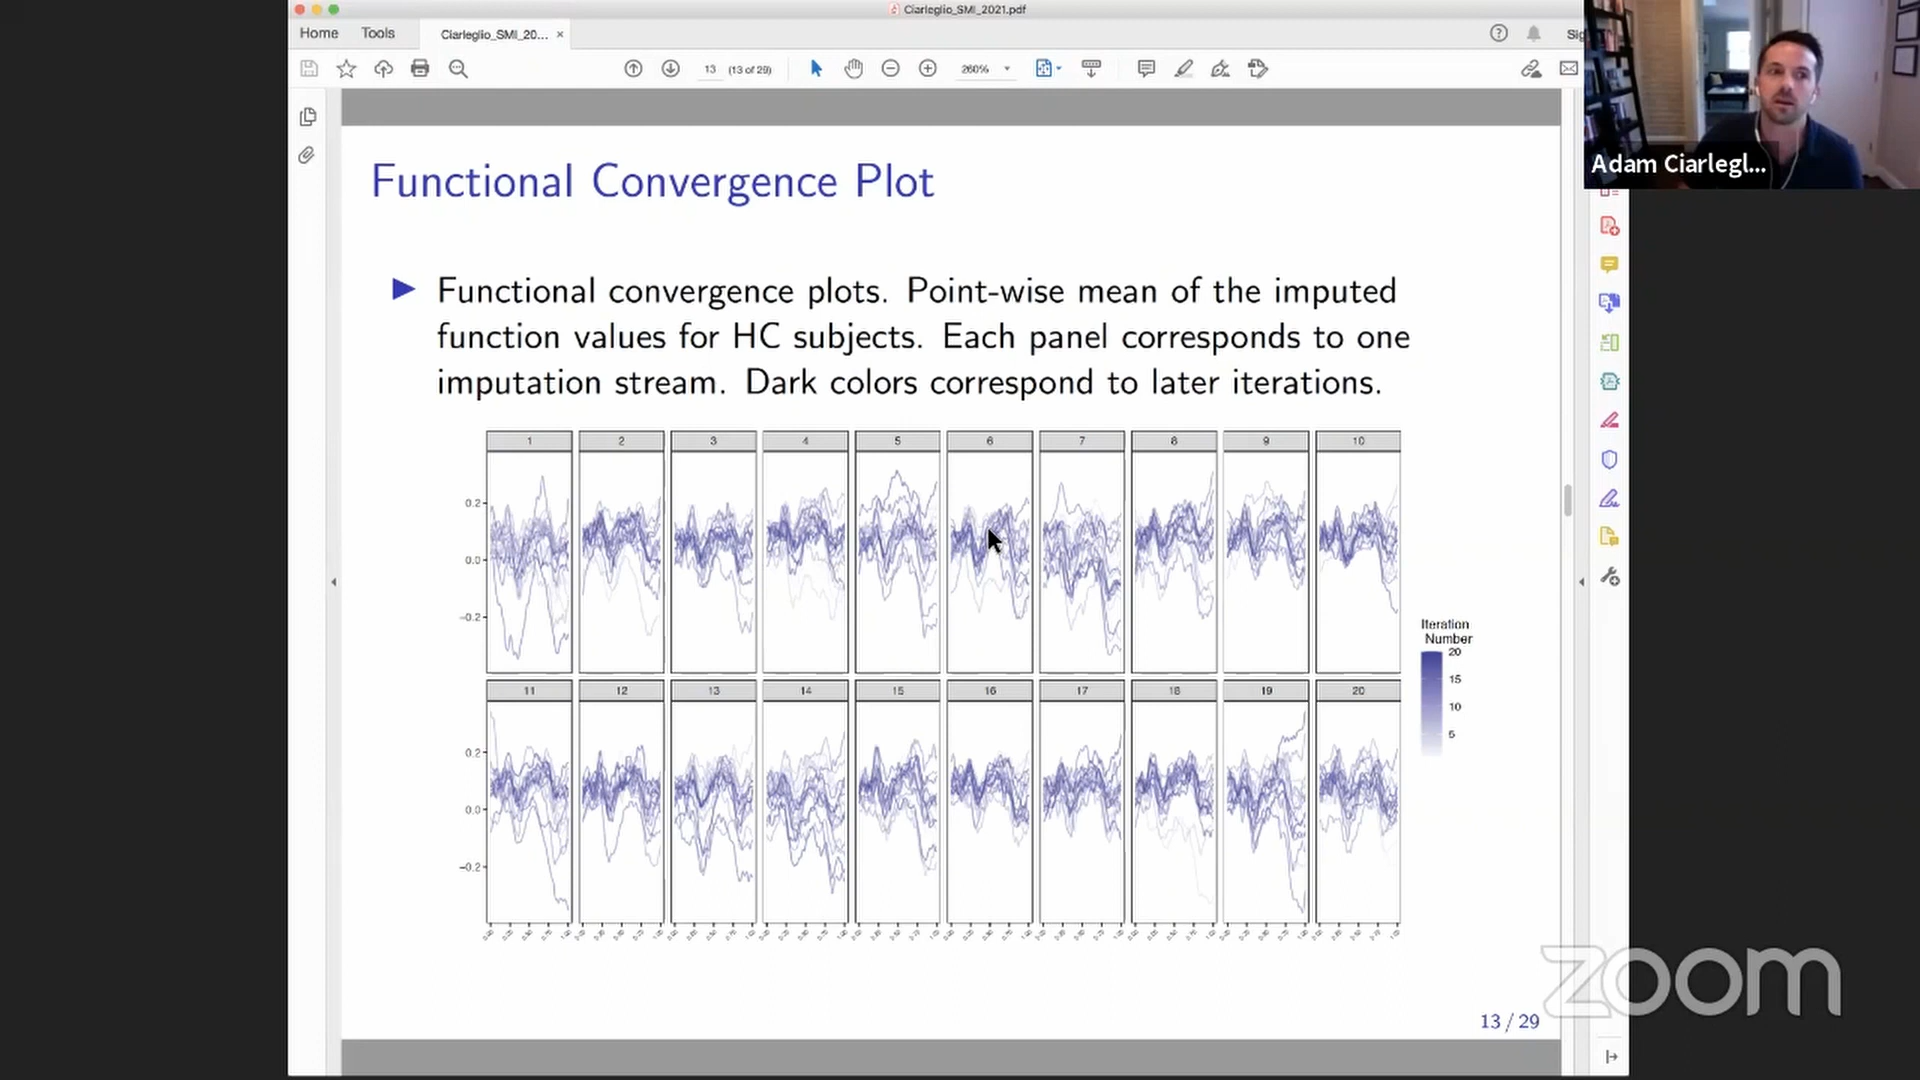 Ciarleglio_SMI_2021.pdf
Home Tools Ciarleglio_SMI_20... ×
13 (13 of 29) 260%
Adam Ciarlegl...
Functional Convergence Plot
Functional convergence plots. Point-wise mean of the imputed
function values for HC subjects. Each panel corresponds to one
imputation stream. Dark colors correspond to later iterations.
1 2 3 4 5 6 7 8 9 10
0.2
0.0
−0.2
11 12 13 14 15 16 17 18 19 20
0.2
0.0
−0.2
Iteration
Number
20
15
10
5
13 / 29
zoom